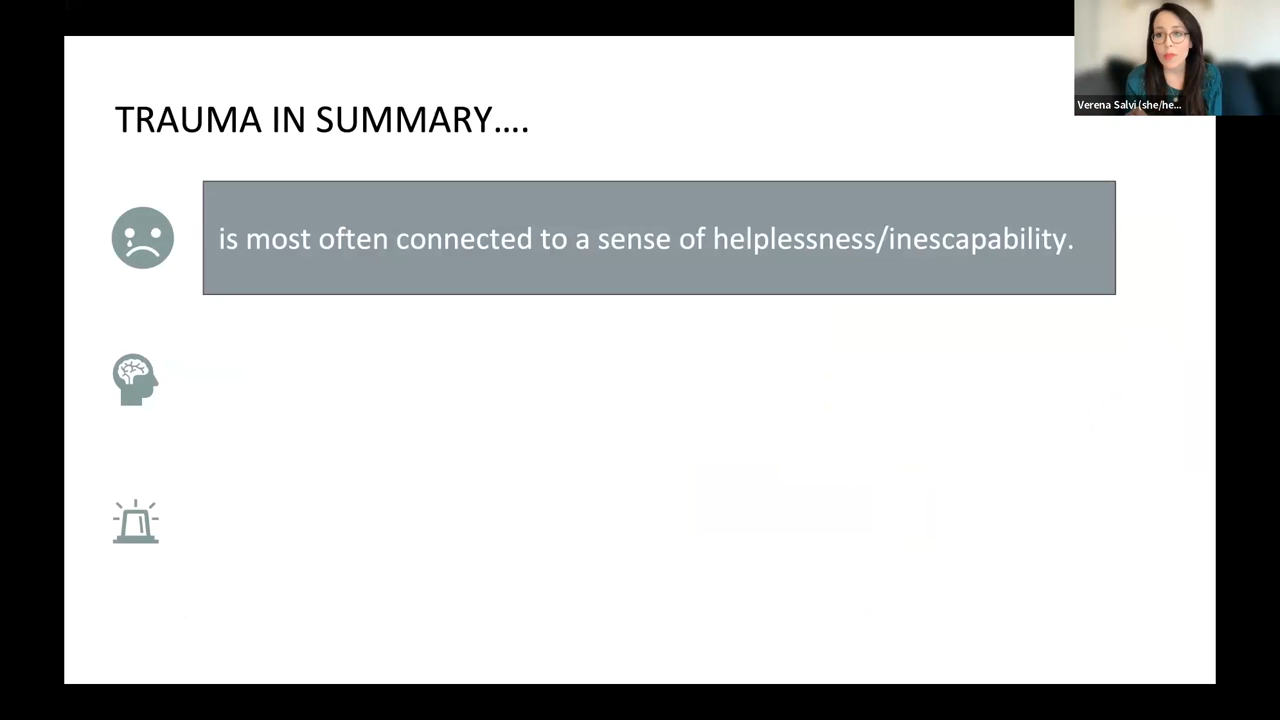 Verena Salvi (she/he...
TRAUMA IN SUMMARY....
is most often connected to a sense of helplessness/inescapability.